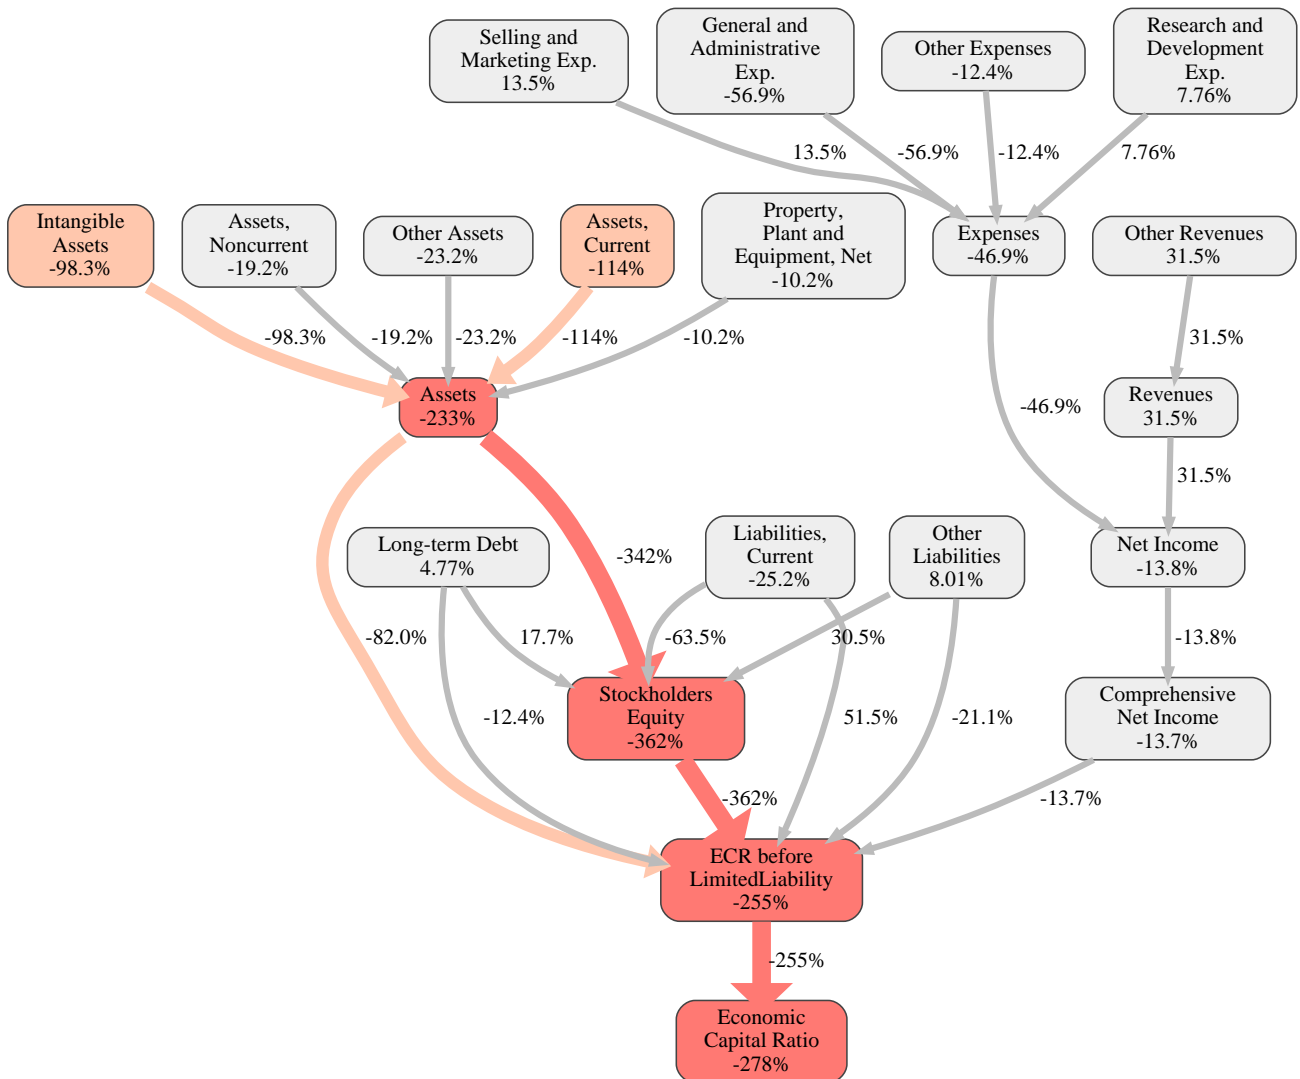 Selling and
Marketing Exp.
13.5%
General and
Administrative
Exp.
-56.9%
Other Expenses
-12.4%
Research and
Development
Exp.
7.76%
13.5%
-56.9%
-12.4%
7.76%
Intangible
Assets
-98.3%
Assets,
Noncurrent
-19.2%
Other Assets
-23.2%
Assets,
Current
-114%
Property,
Plant and
Equipment, Net
-10.2%
Expenses
-46.9%
Other Revenues
31.5%
-98.3%
-19.2%
-23.2%
-114%
-10.2%
31.5%
Assets
-233%
-46.9%
Revenues
31.5%
31.5%
Long-term Debt
4.77%
-342%
Liabilities,
Current
-25.2%
Other
Liabilities
8.01%
Net Income
-13.8%
-82.0%
17.7%
-63.5%
30.5%
-13.8%
Stockholders
Equity
-362%
-12.4%
51.5%
-21.1%
Comprehensive
Net Income
-13.7%
-362%
-13.7%
ECR before
LimitedLiability
-255%
-255%
Economic
Capital Ratio
-278%